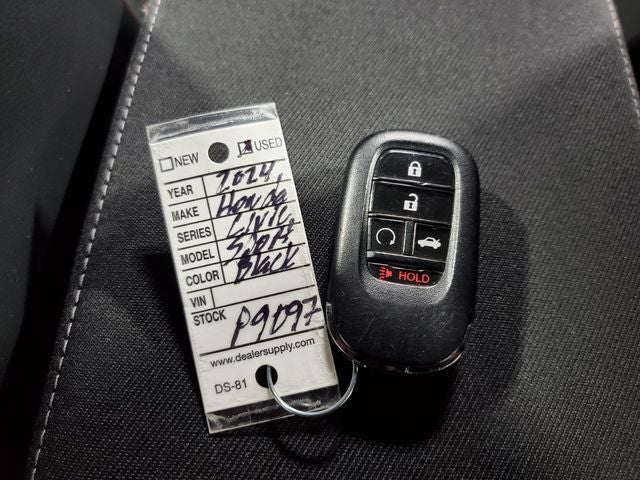 NEW USED
YEAR 2024
MAKE Honda
SERIES Civic
MODEL Sport
COLOR Black
VIN
STOCK P9097
www.dealersupply.com
DS-81
HOLD